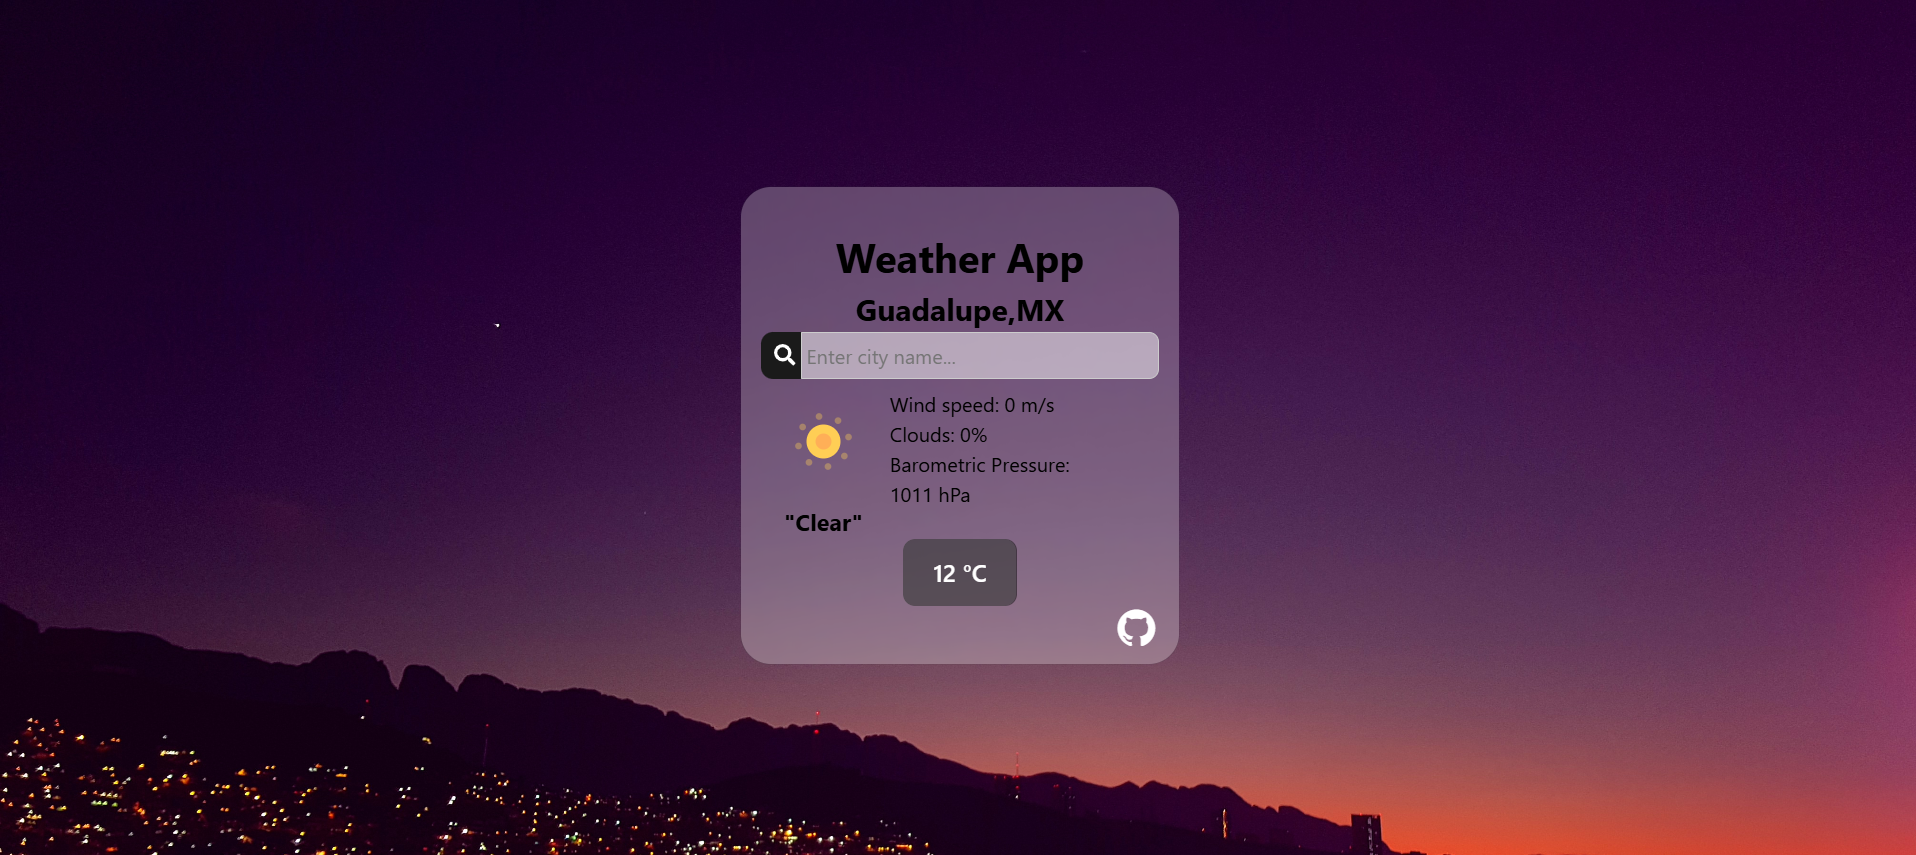 Weather App
Guadalupe,MX
Enter city name...
Wind speed: 0 m/s
Clouds: 0%
Barometric Pressure:
1011 hPa
"Clear"
12 °C